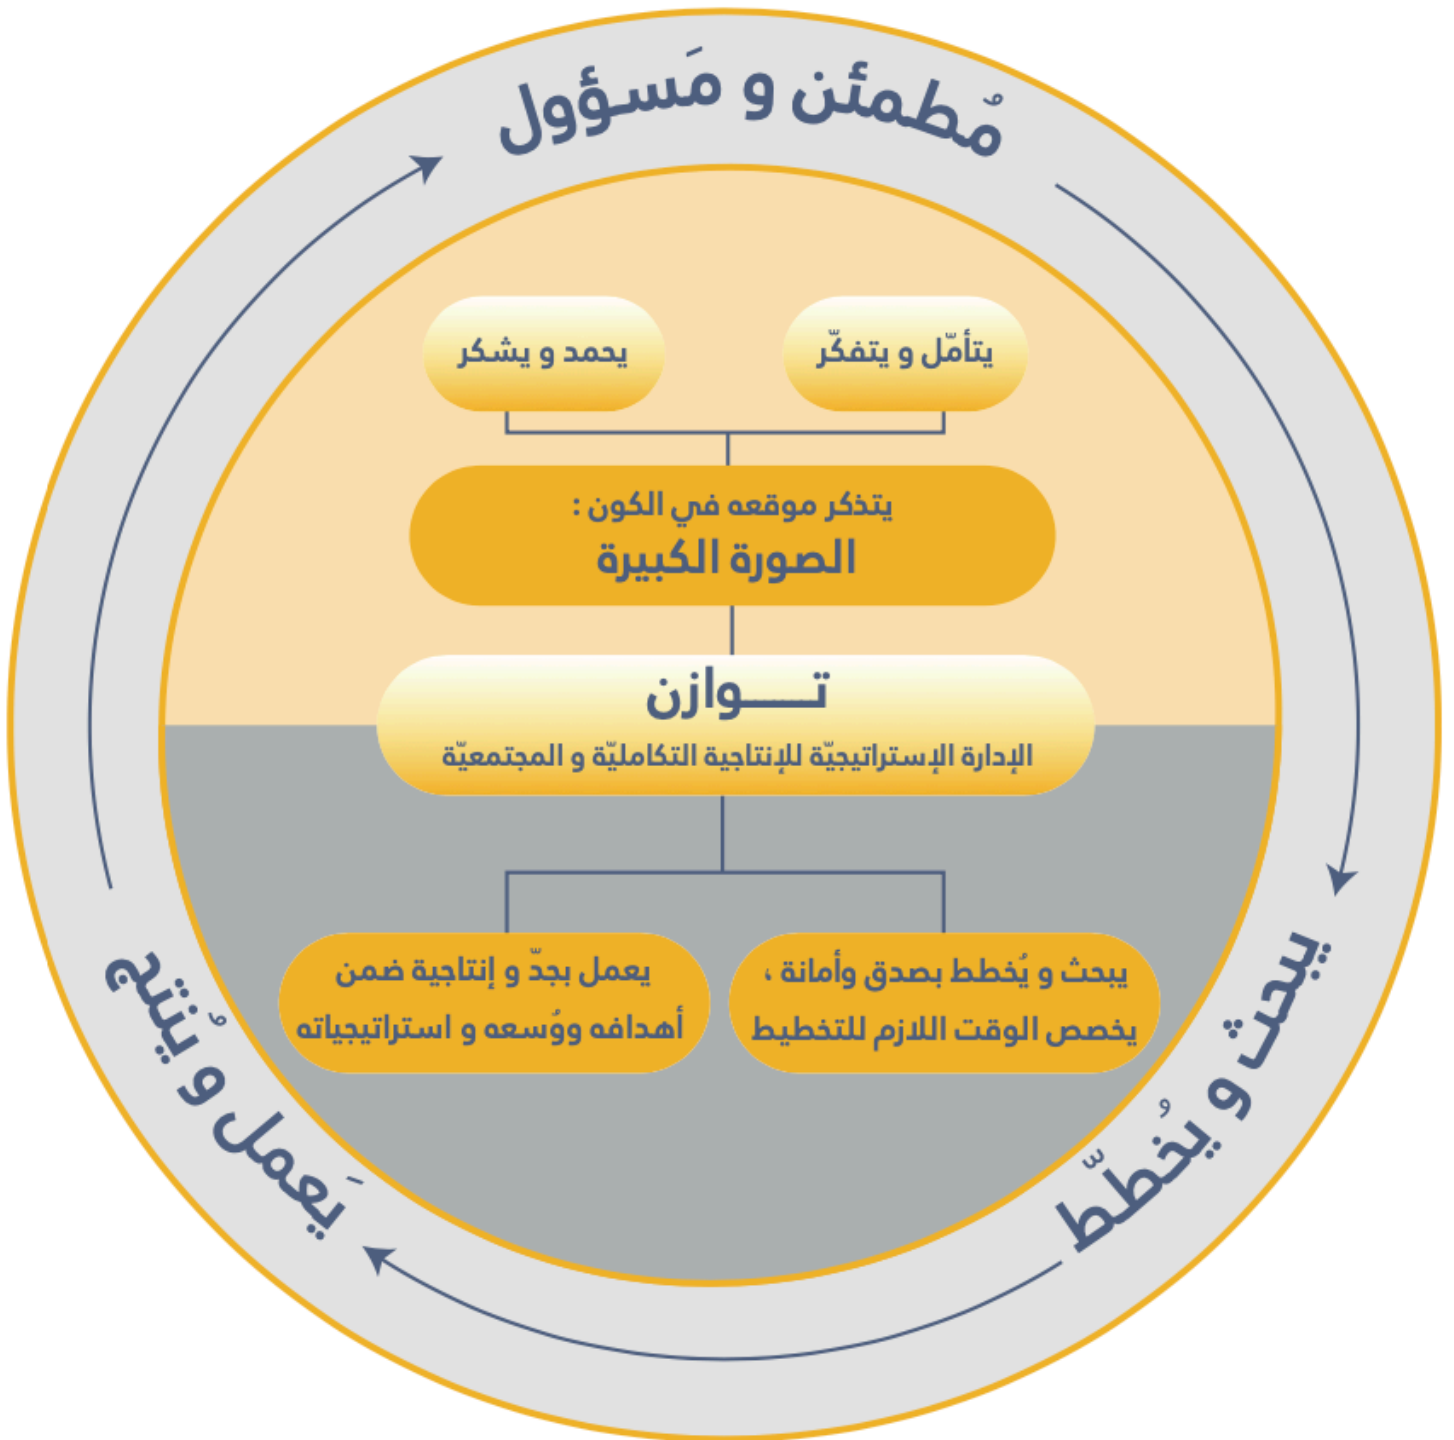 مُطمئن و مَسؤول
يتأمّل و يتفكّر
يحمد و يشكر
يتذكر موقعه في الكون :
الصورة الكبيرة
تـــــوازن
الإدارة الإستراتيجيّة للإنتاجية التكامليّة و المجتمعيّة
يبحث و يُخطط بصدق وأمانة ،
يخصص الوقت اللازم للتخطيط
يعمل بجدّ و إنتاجية ضمن
أهدافه ووُسعه و استراتيجياته
يبحث و يُخطّط
يَعمل و يُنتج